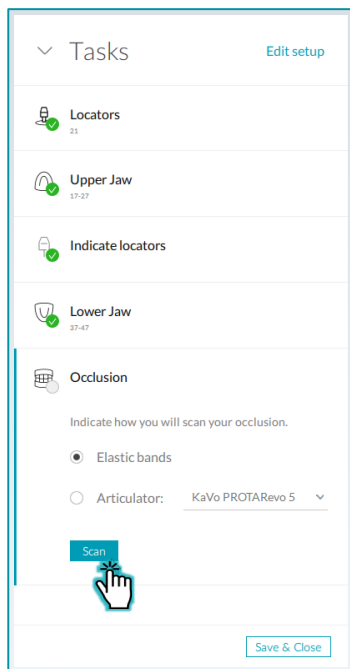 Tasks
Edit setup
Locators
21
Upper Jaw
17-27
Indicate locators
Lower Jaw
37-47
Occlusion
Indicate how you will scan your occlusion.
Elastic bands
Articulator: KaVo PROTARevo 5
Scan
Save & Close